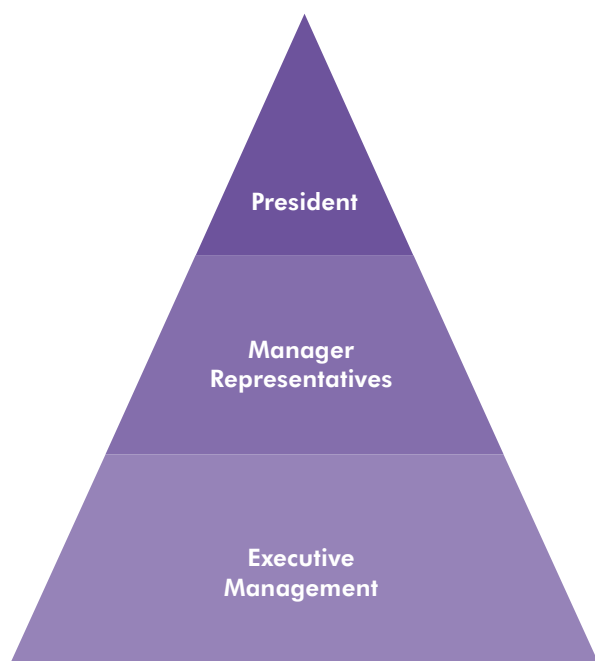 President
Manager
Representatives
Executive
Management